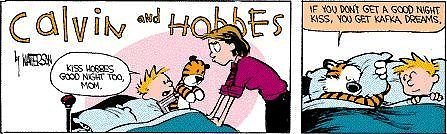 CALVIN and HOBBES
by WATTERSON
KISS HOBBES
GOOD NIGHT TOO,
MOM.
IF YOU DON'T GET A GOOD NIGHT
KISS, YOU GET KAFKA DREAMS.